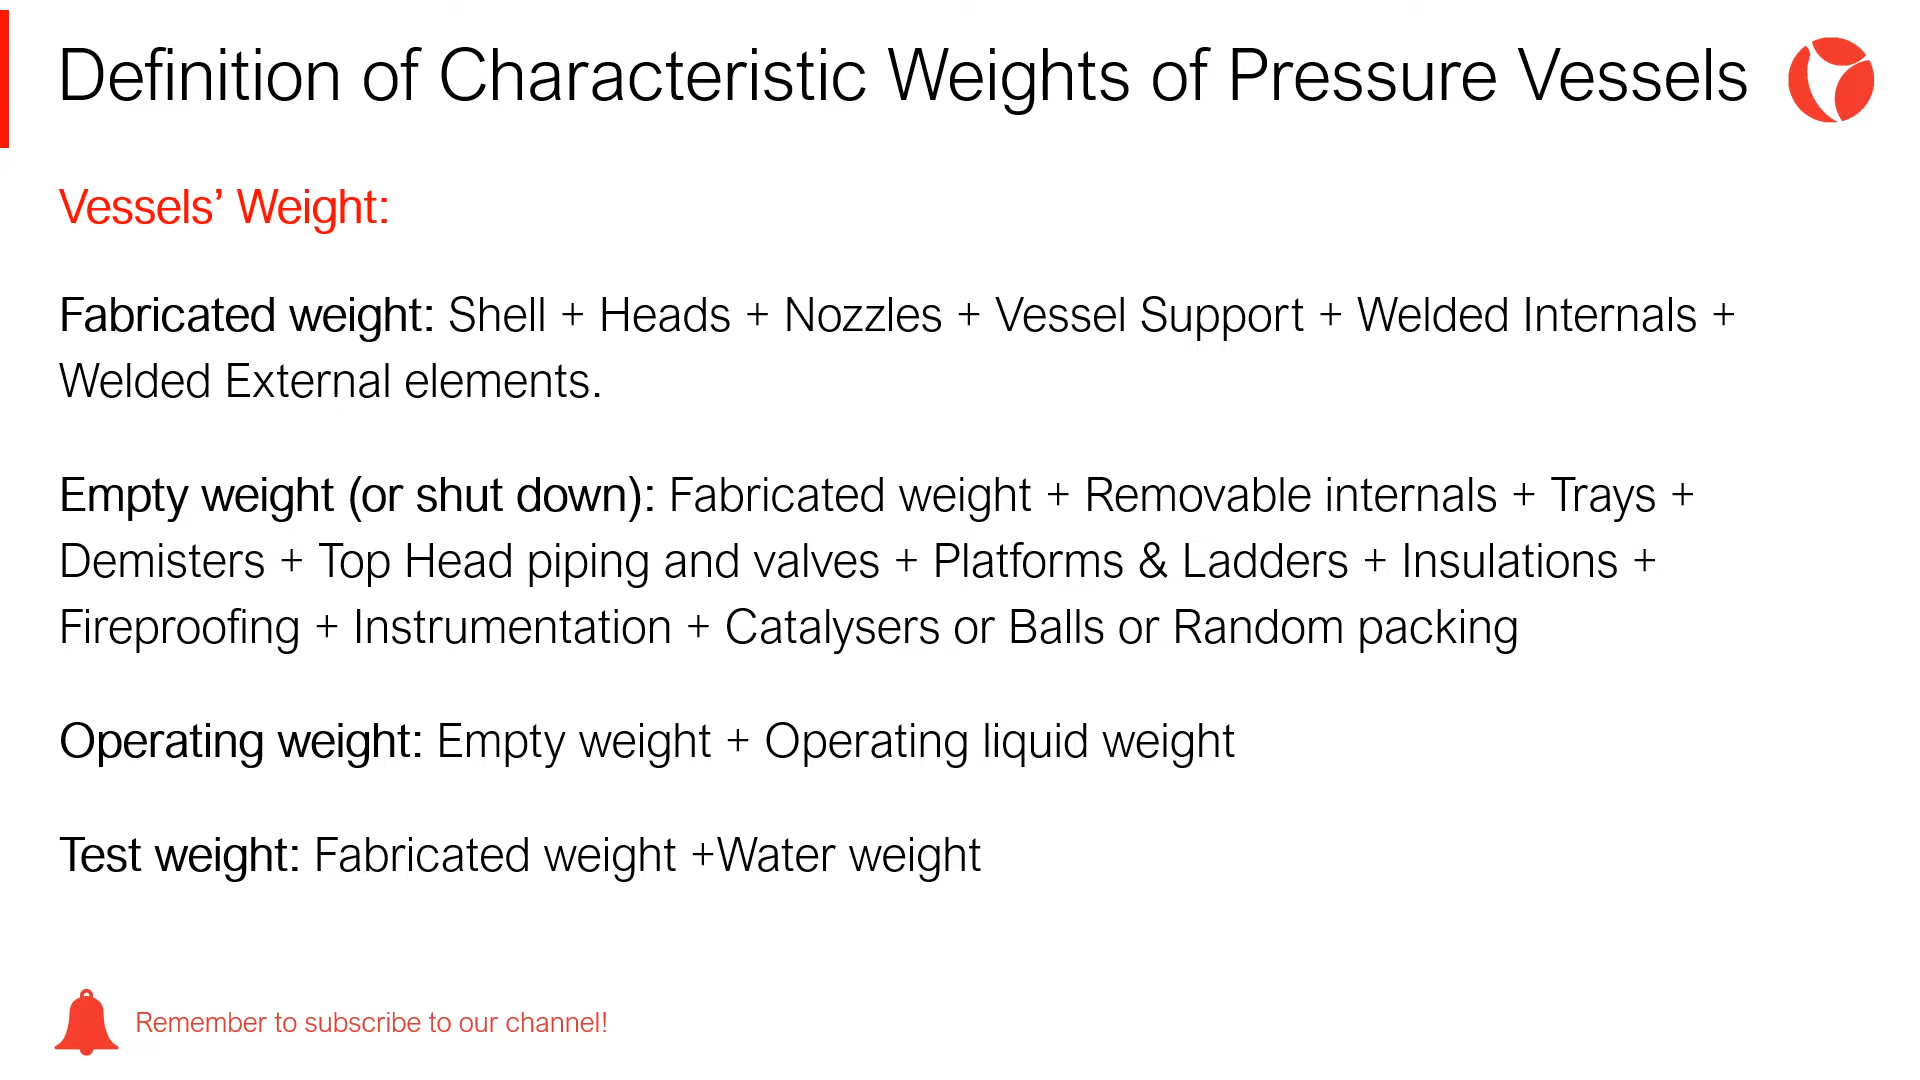 Definition of Characteristic Weights of Pressure Vessels
Vessels’ Weight:
Fabricated weight: Shell + Heads + Nozzles + Vessel Support + Welded Internals +
Welded External elements.
Empty weight (or shut down): Fabricated weight + Removable internals + Trays +
Demisters + Top Head piping and valves + Platforms & Ladders + Insulations +
Fireproofing + Instrumentation + Catalysers or Balls or Random packing
Operating weight: Empty weight + Operating liquid weight
Test weight: Fabricated weight +Water weight
Remember to subscribe to our channel!